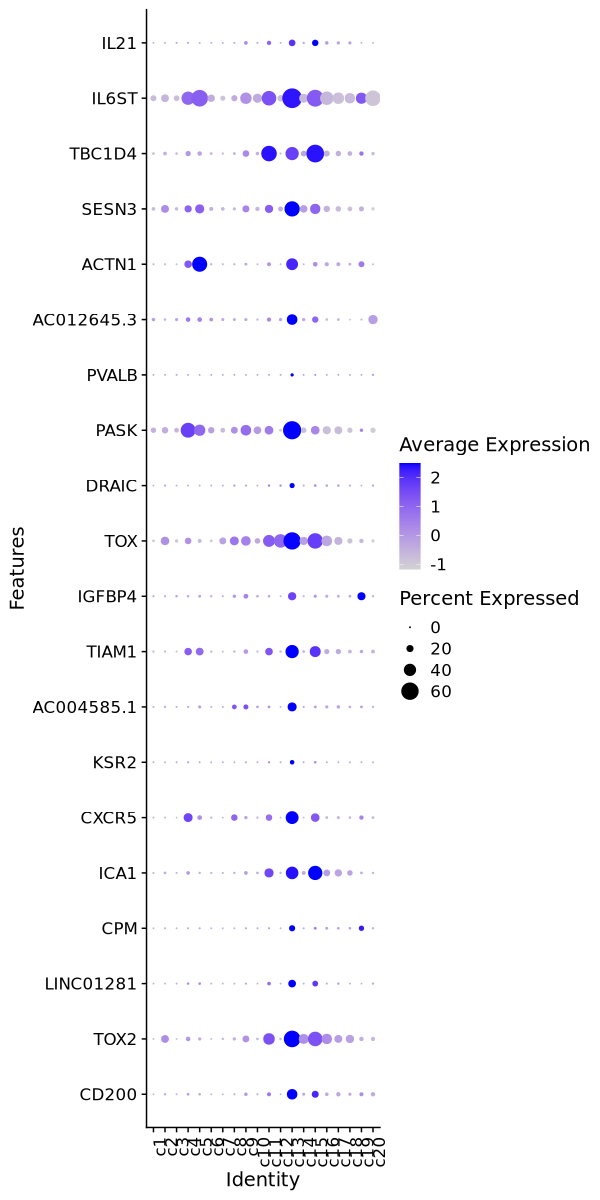 IL21
IL6ST
TBC1D4
SESN3
ACTN1
AC012645.3
PVALB
PASK
DRAIC
TOX
IGFBP4
TIAM1
AC004585.1
KSR2
CXCR5
ICA1
CPM
LINC01281
TOX2
CD200
Features
c1
c2
c3
c4
c5
c6
c7
c8
c9
c10
c11
c12
c13
c14
c15
c16
c17
c18
c19
c20
Identity
Average Expression
2
1
0
-1
Percent Expressed
0
20
40
60